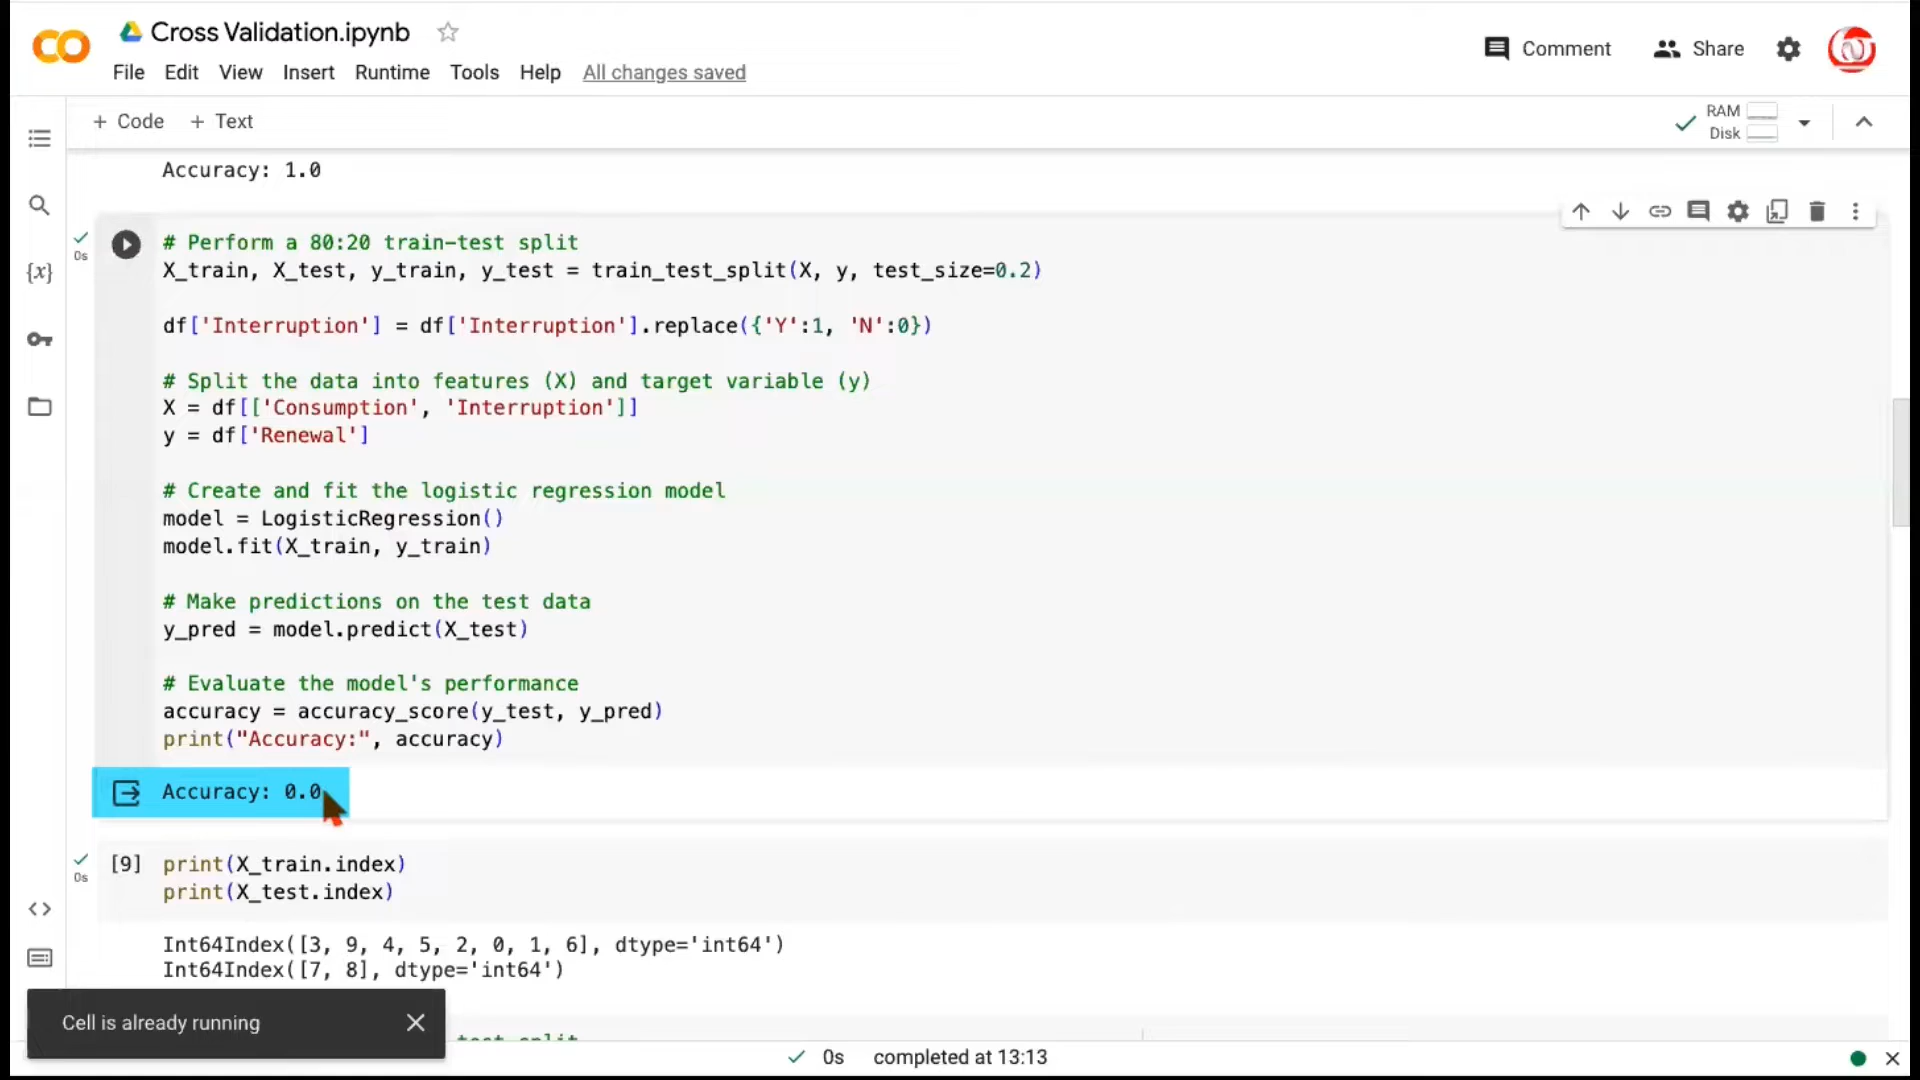 Cross Validation.ipynb
Comment
Share
File Edit View Insert Runtime Tools Help All changes saved
+ Code + Text
RAM
Disk
Accuracy: 1.0
0s
# Perform a 80:20 train-test split
X_train, X_test, y_train, y_test = train_test_split(X, y, test_size=0.2)
df['Interruption'] = df['Interruption'].replace({'Y':1, 'N':0})
# Split the data into features (X) and target variable (y)
X = df[['Consumption', 'Interruption']]
y = df['Renewal']
# Create and fit the logistic regression model
model = LogisticRegression()
model.fit(X_train, y_train)
# Make predictions on the test data
y_pred = model.predict(X_test)
# Evaluate the model's performance
accuracy = accuracy_score(y_test, y_pred)
print("Accuracy:", accuracy)
Accuracy: 0.0
0s
[9] print(X_train.index)
print(X_test.index)
Int64Index([3, 9, 4, 5, 2, 0, 1, 6], dtype='int64')
Int64Index([7, 8], dtype='int64')
Cell is already running
0s completed at 13:13